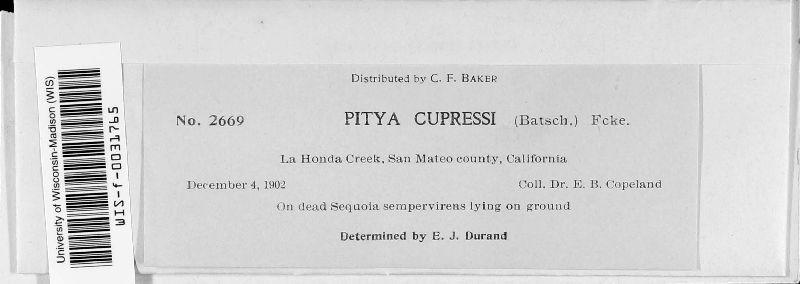 University of Wisconsin-Madison (WIS)
WIS-f-0031765
Distributed by C. F. BAKER
No. 2669 PITYA CUPRESSI (Batsch.) Fcke.
La Honda Creek, San Mateo county, California
December 4, 1902 Coll. Dr. E. B. Copeland
On dead Sequoia sempervirens lying on ground
Determined by E. J. Durand